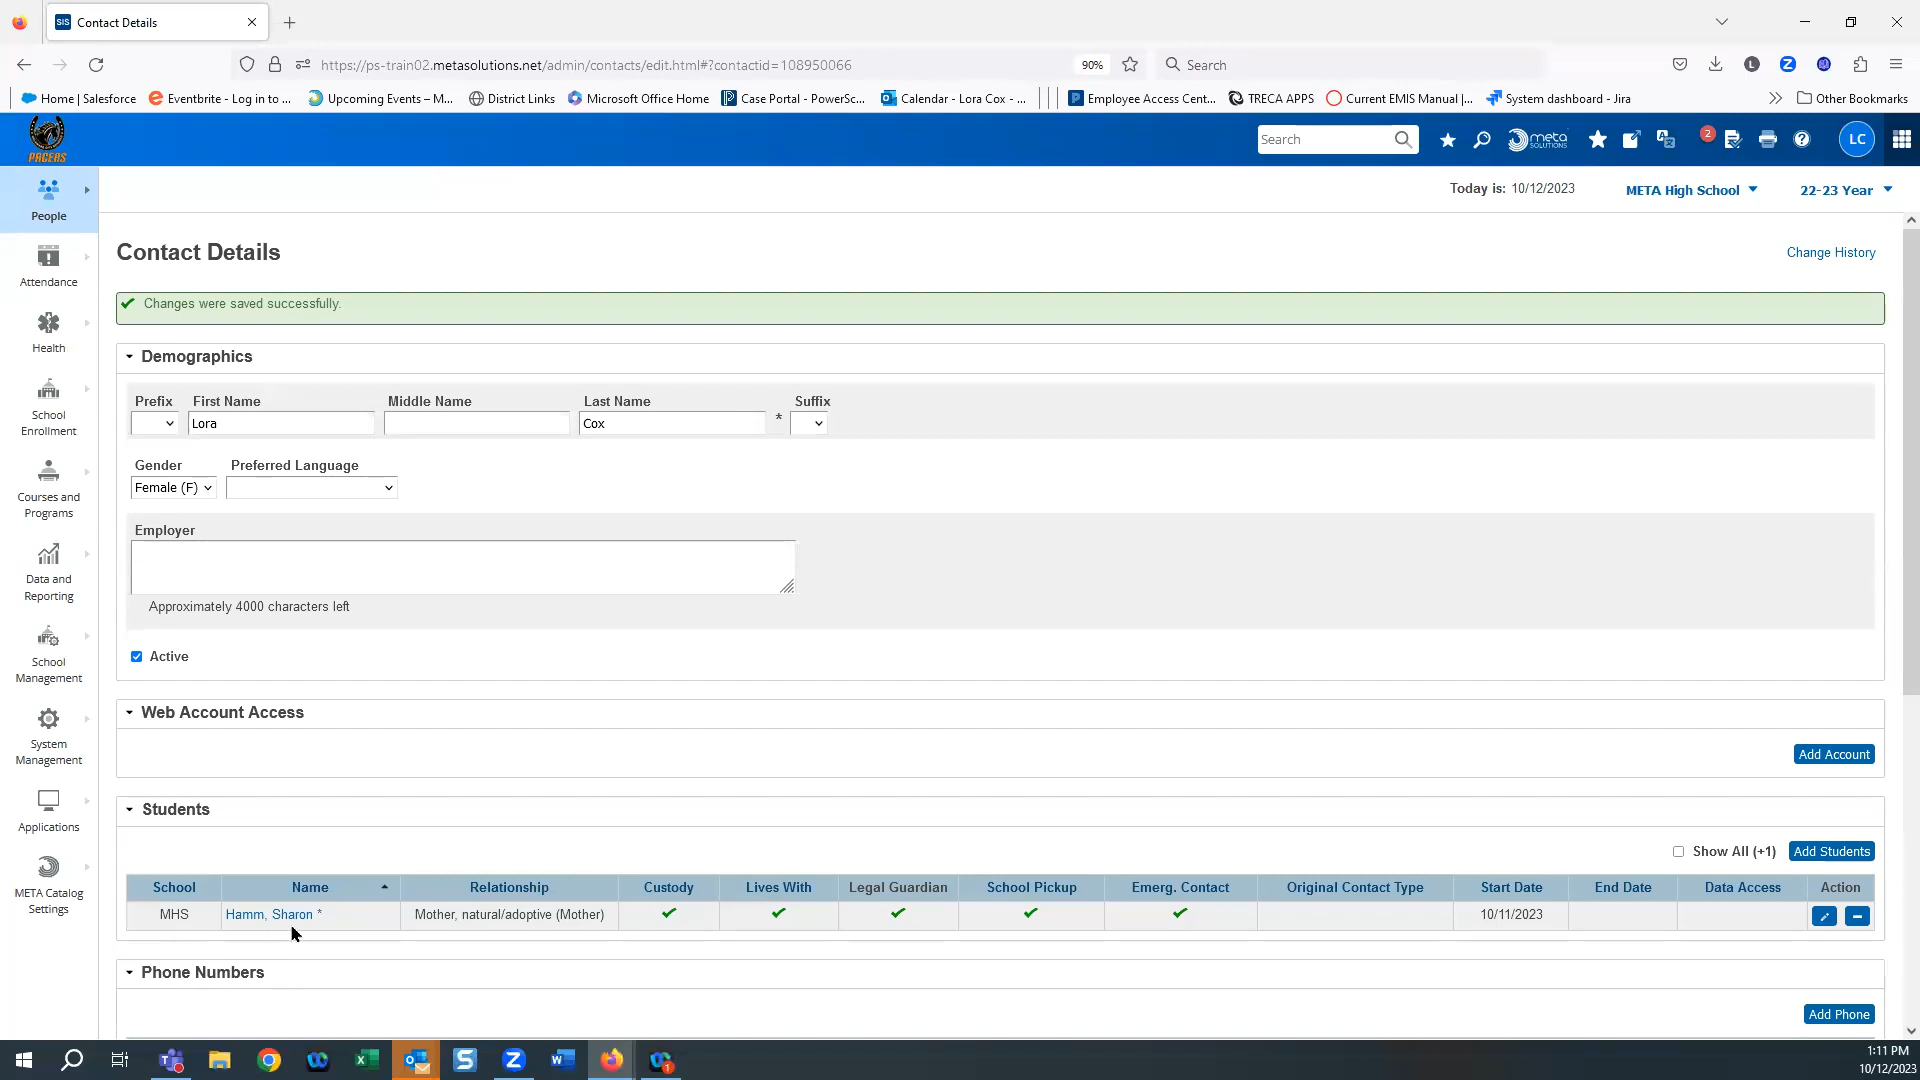 SIS Contact Details
https://ps-train02.metasolutions.net/admin/contacts/edit.html#?contactid=108950066
90%
Search
Home | Salesforce
Eventbrite - Log in to ...
Upcoming Events – M...
District Links
Microsoft Office Home
Case Portal - PowerSc...
Calendar - Lora Cox - ...
Employee Access Cent...
TRECA APPS
Current EMIS Manual |...
System dashboard - Jira
Other Bookmarks
PACERS
Search
meta SOLUTIONS
2
LC
Today is: 10/12/2023
META High School
22-23 Year
People
Attendance
Health
School Enrollment
Courses and Programs
Data and Reporting
School Management
System Management
Applications
META Catalog Settings
Contact Details
Change History
Changes were saved successfully.
Demographics
Prefix First Name Middle Name Last Name Suffix
Lora Cox *
Gender Preferred Language
Female (F)
Employer
Approximately 4000 characters left
Active
Web Account Access
Add Account
Students
Show All (+1) Add Students
School Name Relationship Custody Lives With Legal Guardian School Pickup Emerg. Contact Original Contact Type Start Date End Date Data Access Action
MHS Hamm, Sharon * Mother, natural/adoptive (Mother) 10/11/2023
Phone Numbers
Add Phone
1:11 PM
10/12/2023